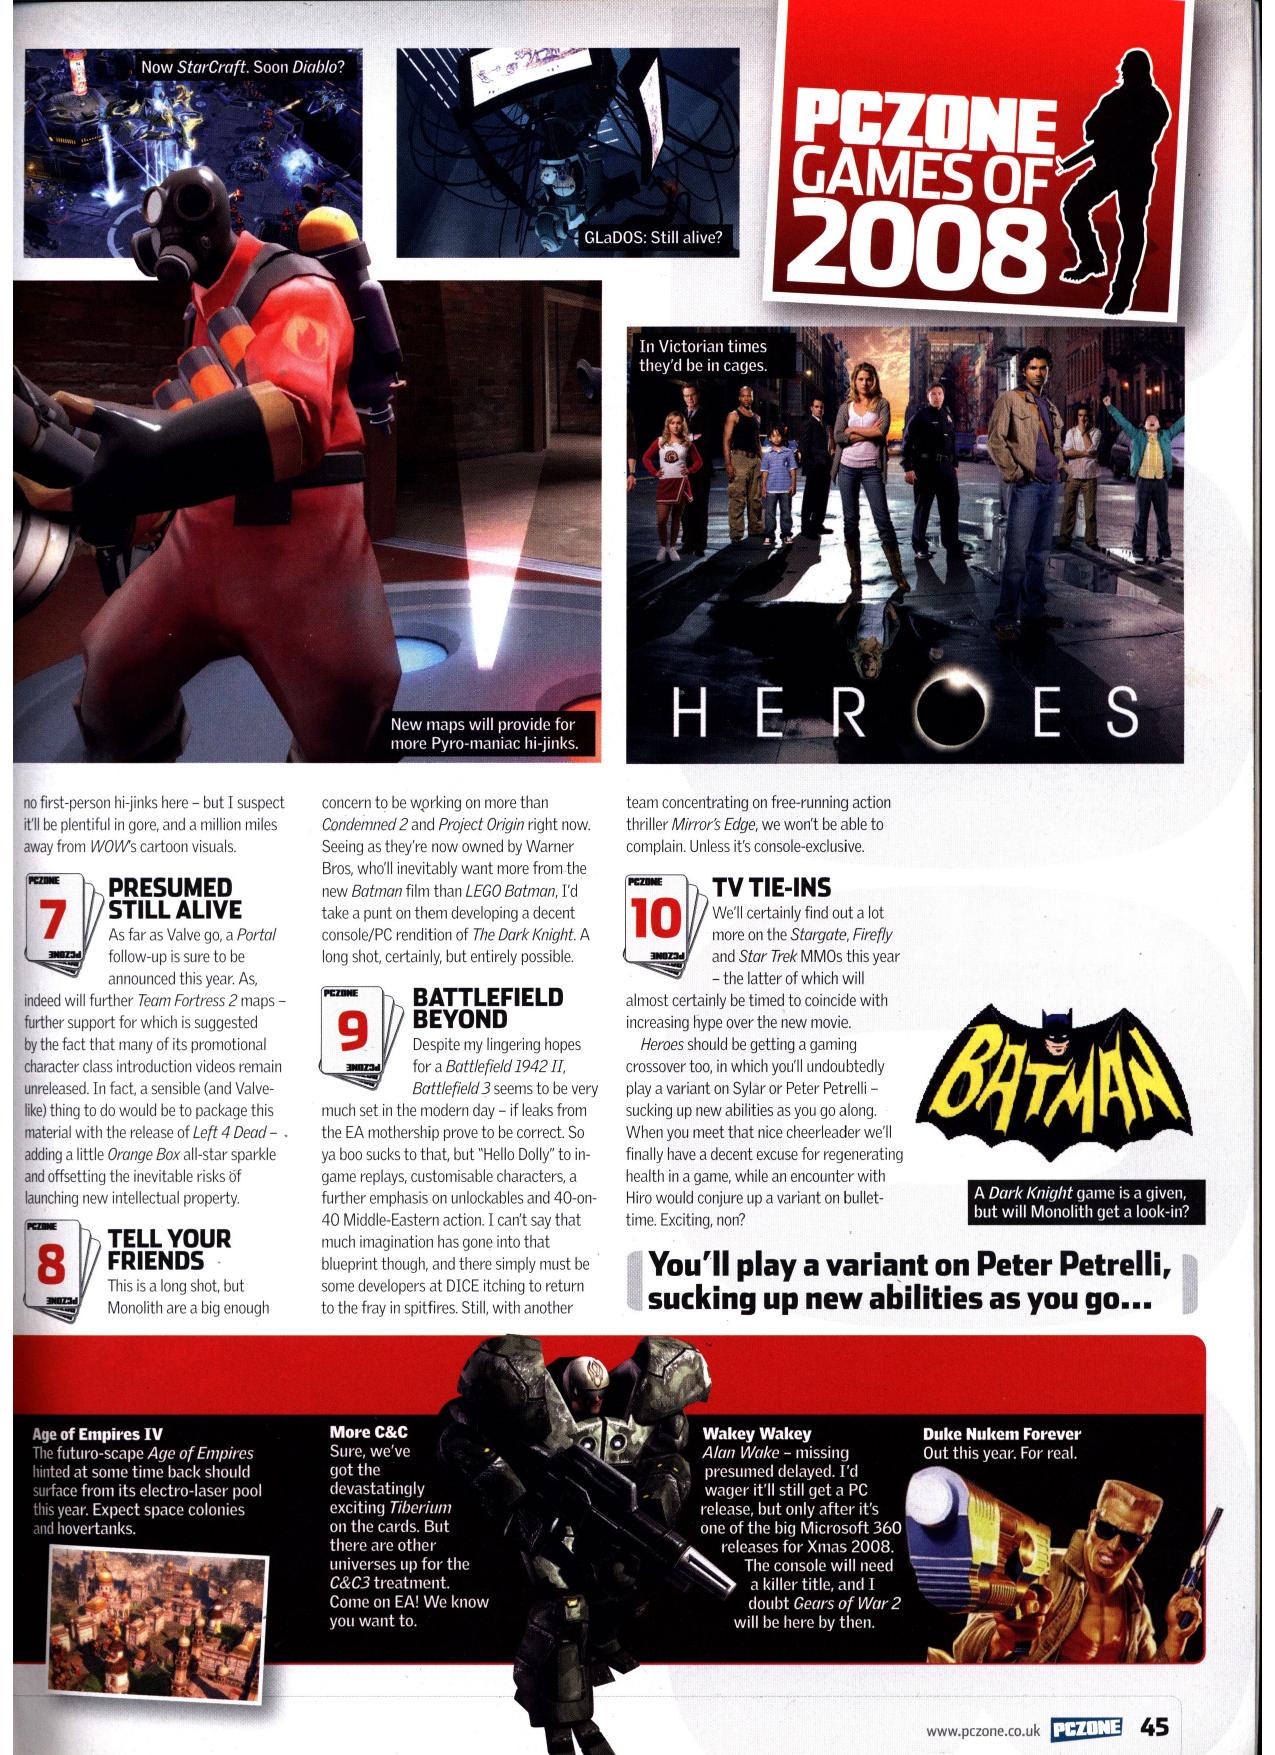 Now StarCraft. Soon Diablo?
GLaDOS: Still alive?
PCZONE
GAMES OF
2008
In Victorian times
they'd be in cages.
HEROES
New maps will provide for
more Pyro-maniac hi-jinks.
no first-person hi-jinks here – but I suspect
it'll be plentiful in gore, and a million miles
away from WOW's cartoon visuals.
PCZONE
7
PCZONE
PRESUMED
STILL ALIVE
As far as Valve go, a Portal
follow-up is sure to be
announced this year. As,
indeed will further Team Fortress 2 maps –
further support for which is suggested
by the fact that many of its promotional
character class introduction videos remain
unreleased. In fact, a sensible (and Valve-
like) thing to do would be to package this
material with the release of Left 4 Dead –
adding a little Orange Box all-star sparkle
and offsetting the inevitable risks of
launching new intellectual property.
PCZONE
8
PCZONE
TELL YOUR
FRIENDS
This is a long shot, but
Monolith are a big enough
concern to be working on more than
Condemned 2 and Project Origin right now.
Seeing as they're now owned by Warner
Bros, who'll inevitably want more from the
new Batman film than LEGO Batman, I'd
take a punt on them developing a decent
console/PC rendition of The Dark Knight. A
long shot, certainly, but entirely possible.
PCZONE
9
PCZONE
BATTLEFIELD
BEYOND
Despite my lingering hopes
for a Battlefield 1942 II,
Battlefield 3 seems to be very
much set in the modern day – if leaks from
the EA mothership prove to be correct. So
ya boo sucks to that, but "Hello Dolly" to in-
game replays, customisable characters, a
further emphasis on unlockables and 40-on-
40 Middle-Eastern action. I can't say that
much imagination has gone into that
blueprint though, and there simply must be
some developers at DICE itching to return
to the fray in spitfires. Still, with another
team concentrating on free-running action
thriller Mirror's Edge, we won't be able to
complain. Unless it's console-exclusive.
PCZONE
10
PCZONE
TV TIE-INS
We'll certainly find out a lot
more on the Stargate, Firefly
and Star Trek MMOs this year
– the latter of which will
almost certainly be timed to coincide with
increasing hype over the new movie.
Heroes should be getting a gaming
crossover too, in which you'll undoubtedly
play a variant on Sylar or Peter Petrelli –
sucking up new abilities as you go along.
When you meet that nice cheerleader we'll
finally have a decent excuse for regenerating
health in a game, while an encounter with
Hiro would conjure up a variant on bullet-
time. Exciting, non?
BATMAN
A Dark Knight game is a given,
but will Monolith get a look-in?
You'll play a variant on Peter Petrelli,
sucking up new abilities as you go...
Age of Empires IV
The futuro-scape Age of Empires
hinted at some time back should
surface from its electro-laser pool
this year. Expect space colonies
and hovertanks.
More C&C
Sure, we've
got the
devastatingly
exciting Tiberium
on the cards. But
there are other
universes up for the
C&C3 treatment.
Come on EA! We know
you want to.
Wakey Wakey
Alan Wake – missing
presumed delayed. I'd
wager it'll still get a PC
release, but only after it's
one of the big Microsoft 360
releases for Xmas 2008.
The console will need
a killer title, and I
doubt Gears of War 2
will be here by then.
Duke Nukem Forever
Out this year. For real.
www.pczone.co.uk PCZONE 45